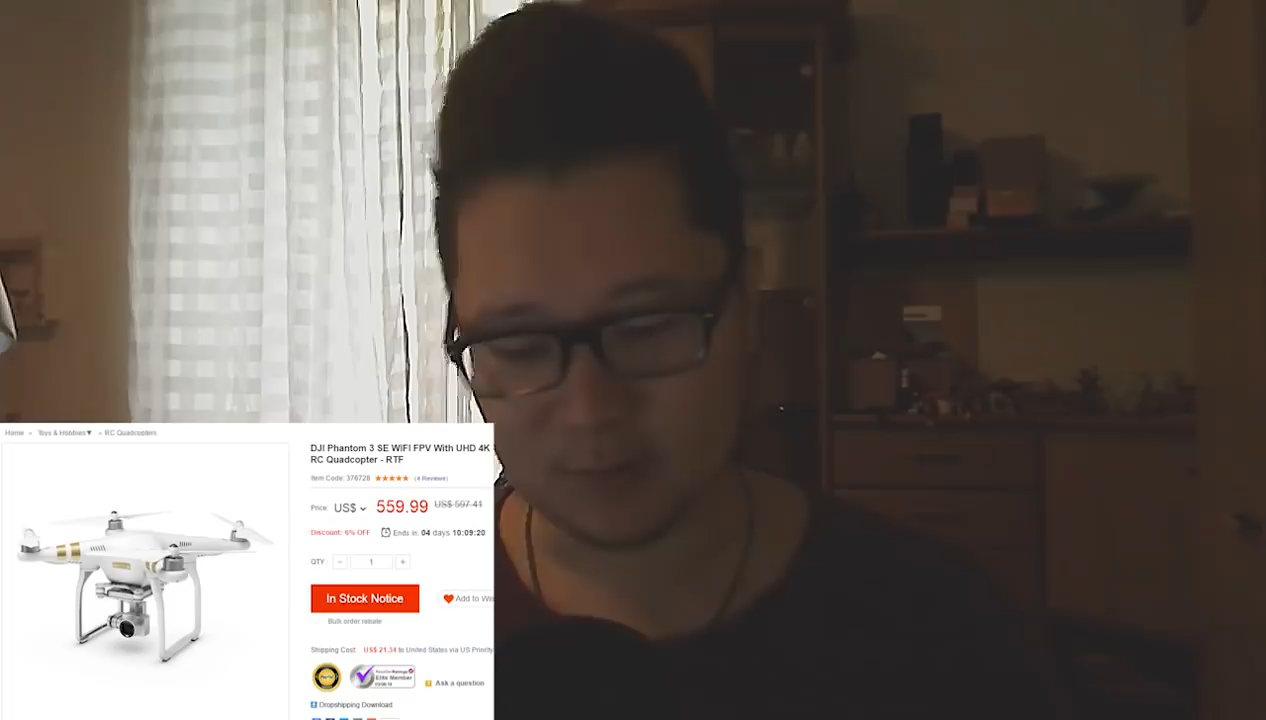 Home » Toys & Hobbies▼ » RC Quadcopters
DJI Phantom 3 SE WIFI FPV With UHD 4K
RC Quadcopter - RTF
Item Code: 376728 (4 Reviews)
Price US$ 559.99 US$ 597.41
Discount: 6% OFF Ends in: 04 days 10:09:20
QTY - 1 +
In Stock Notice
Add to
Bulk order rebate
Shipping Cost US$ 21.34 to United States via US Priority
Elite Member
Ask a question
Dropshipping Download